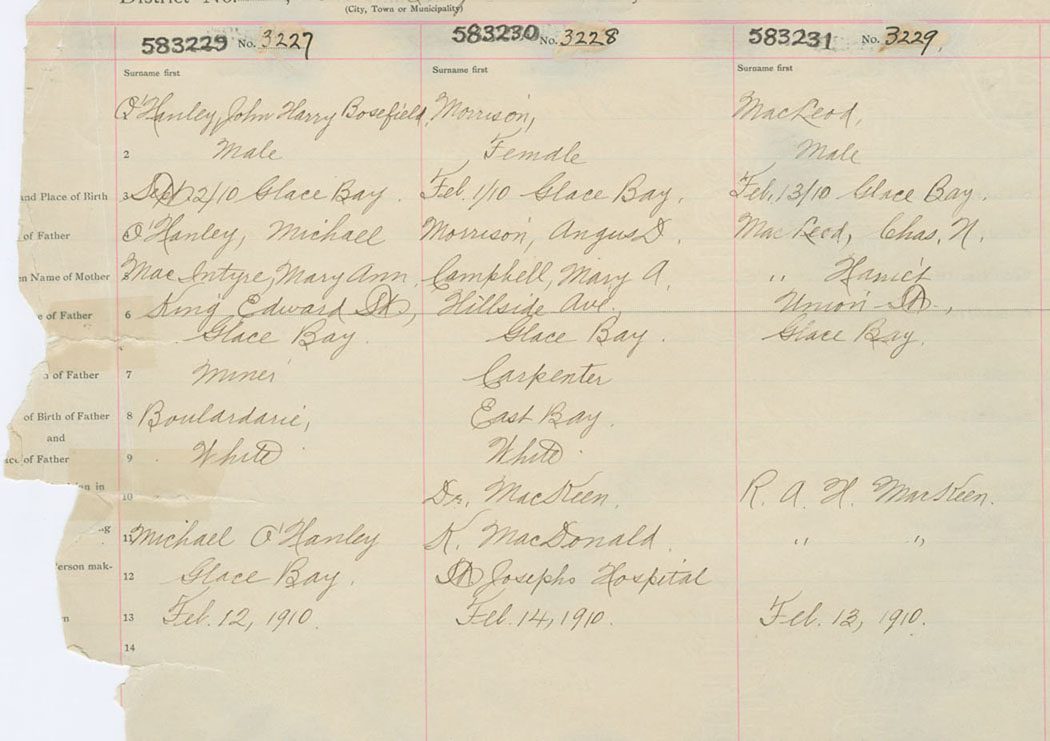 District No.
(City, Town or Municipality)
583229 No. 3227 583230 No. 3228 583231 No. 3229
Surname first Surname first Surname first
O'Hanley, John Harry Bosefield Morrison, MacLeod,
2 Male Female Male
and Place of Birth 3 22/10 Glace Bay. Feb. 1/10 Glace Bay. Feb. 13/10 Glace Bay.
of Father O'Hanley, Michael Morrison, Angus D. MacLeod, Chas. N.
n Name of Mother 5 MacIntyre, Mary Ann Campbell, Mary A. " 
e of Father 6 King Edward St, Hillside Ave. Union St,
Glace Bay. Glace Bay. Glace Bay.
of Father 7 Miner Carpenter
of Birth of Father 8 Boulardarie, East Bay.
and
ace of Father 9 White White
in
10 Dr. MacKeen. R. A. H. MacKeen.
11 Michael O'Hanley K. MacDonald " "
erson mak-
12 Glace Bay. St Josephs Hospital
13 Feb. 12, 1910. Feb. 14, 1910. Feb. 13, 1910.
14